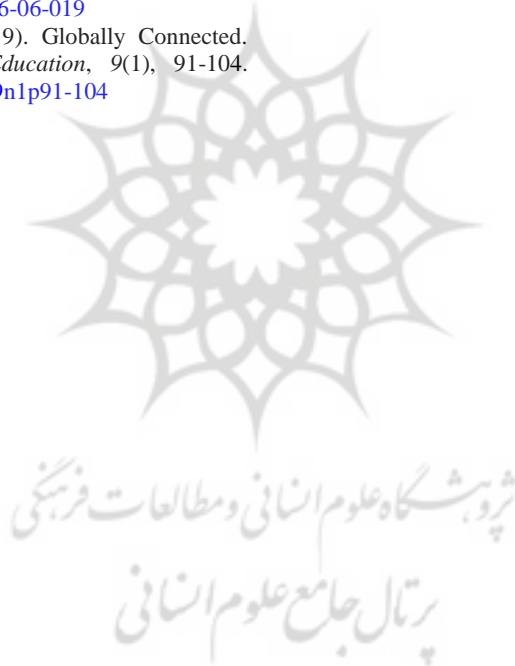 6-06-019
9). Globally Connected.
Education, 9(1), 91-104.
9n1p91-104
پژوهشگاه علوم انسانی و مطالعات فرهنگی
پرتال جامع علوم انسانی